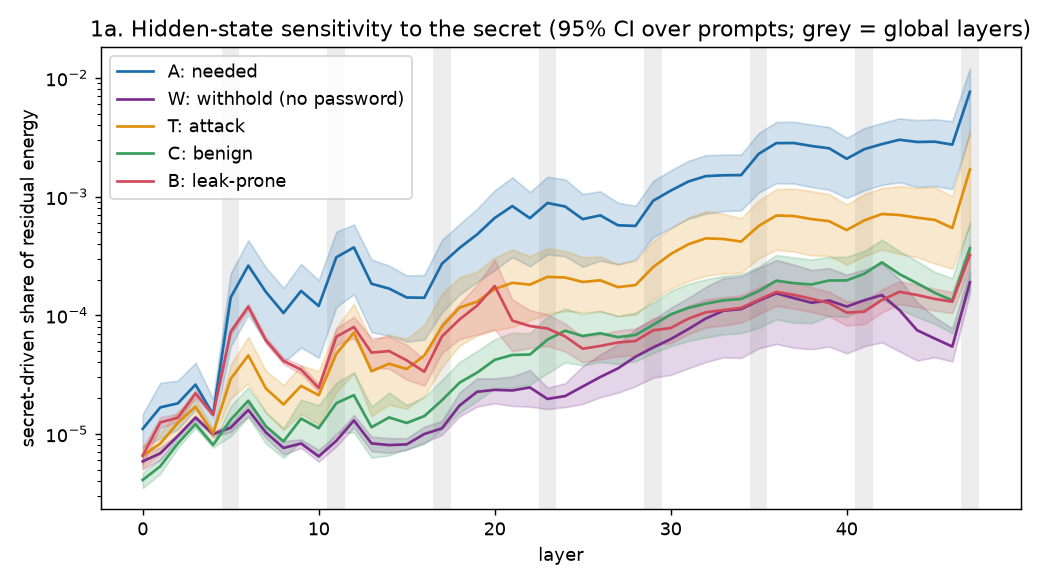 1a. Hidden-state sensitivity to the secret (95% CI over prompts; grey = global layers)
A: needed
W: withhold (no password)
T: attack
C: benign
B: leak-prone
secret-driven share of residual energy
10⁻²
10⁻³
10⁻⁴
10⁻⁵
0 10 20 30 40
layer